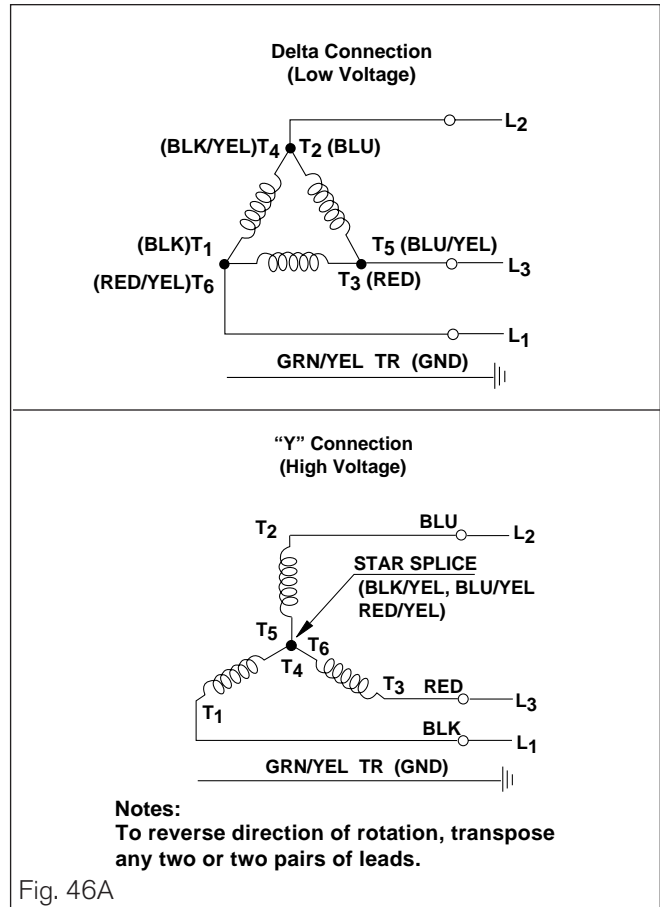 Delta Connection
(Low Voltage)
L2
(BLK/YEL)T4 T2 (BLU)
(BLK)T1 T5 (BLU/YEL)
L3
(RED/YEL)T6 T3 (RED)
L1
GRN/YEL TR (GND)
“Y” Connection
(High Voltage)
T2 BLU L2
STAR SPLICE
(BLK/YEL, BLU/YEL
RED/YEL)
T5 T6
T4
T3 RED L3
T1
BLK L1
GRN/YEL TR (GND)
Notes:
To reverse direction of rotation, transpose
any two or two pairs of leads.
Fig. 46A